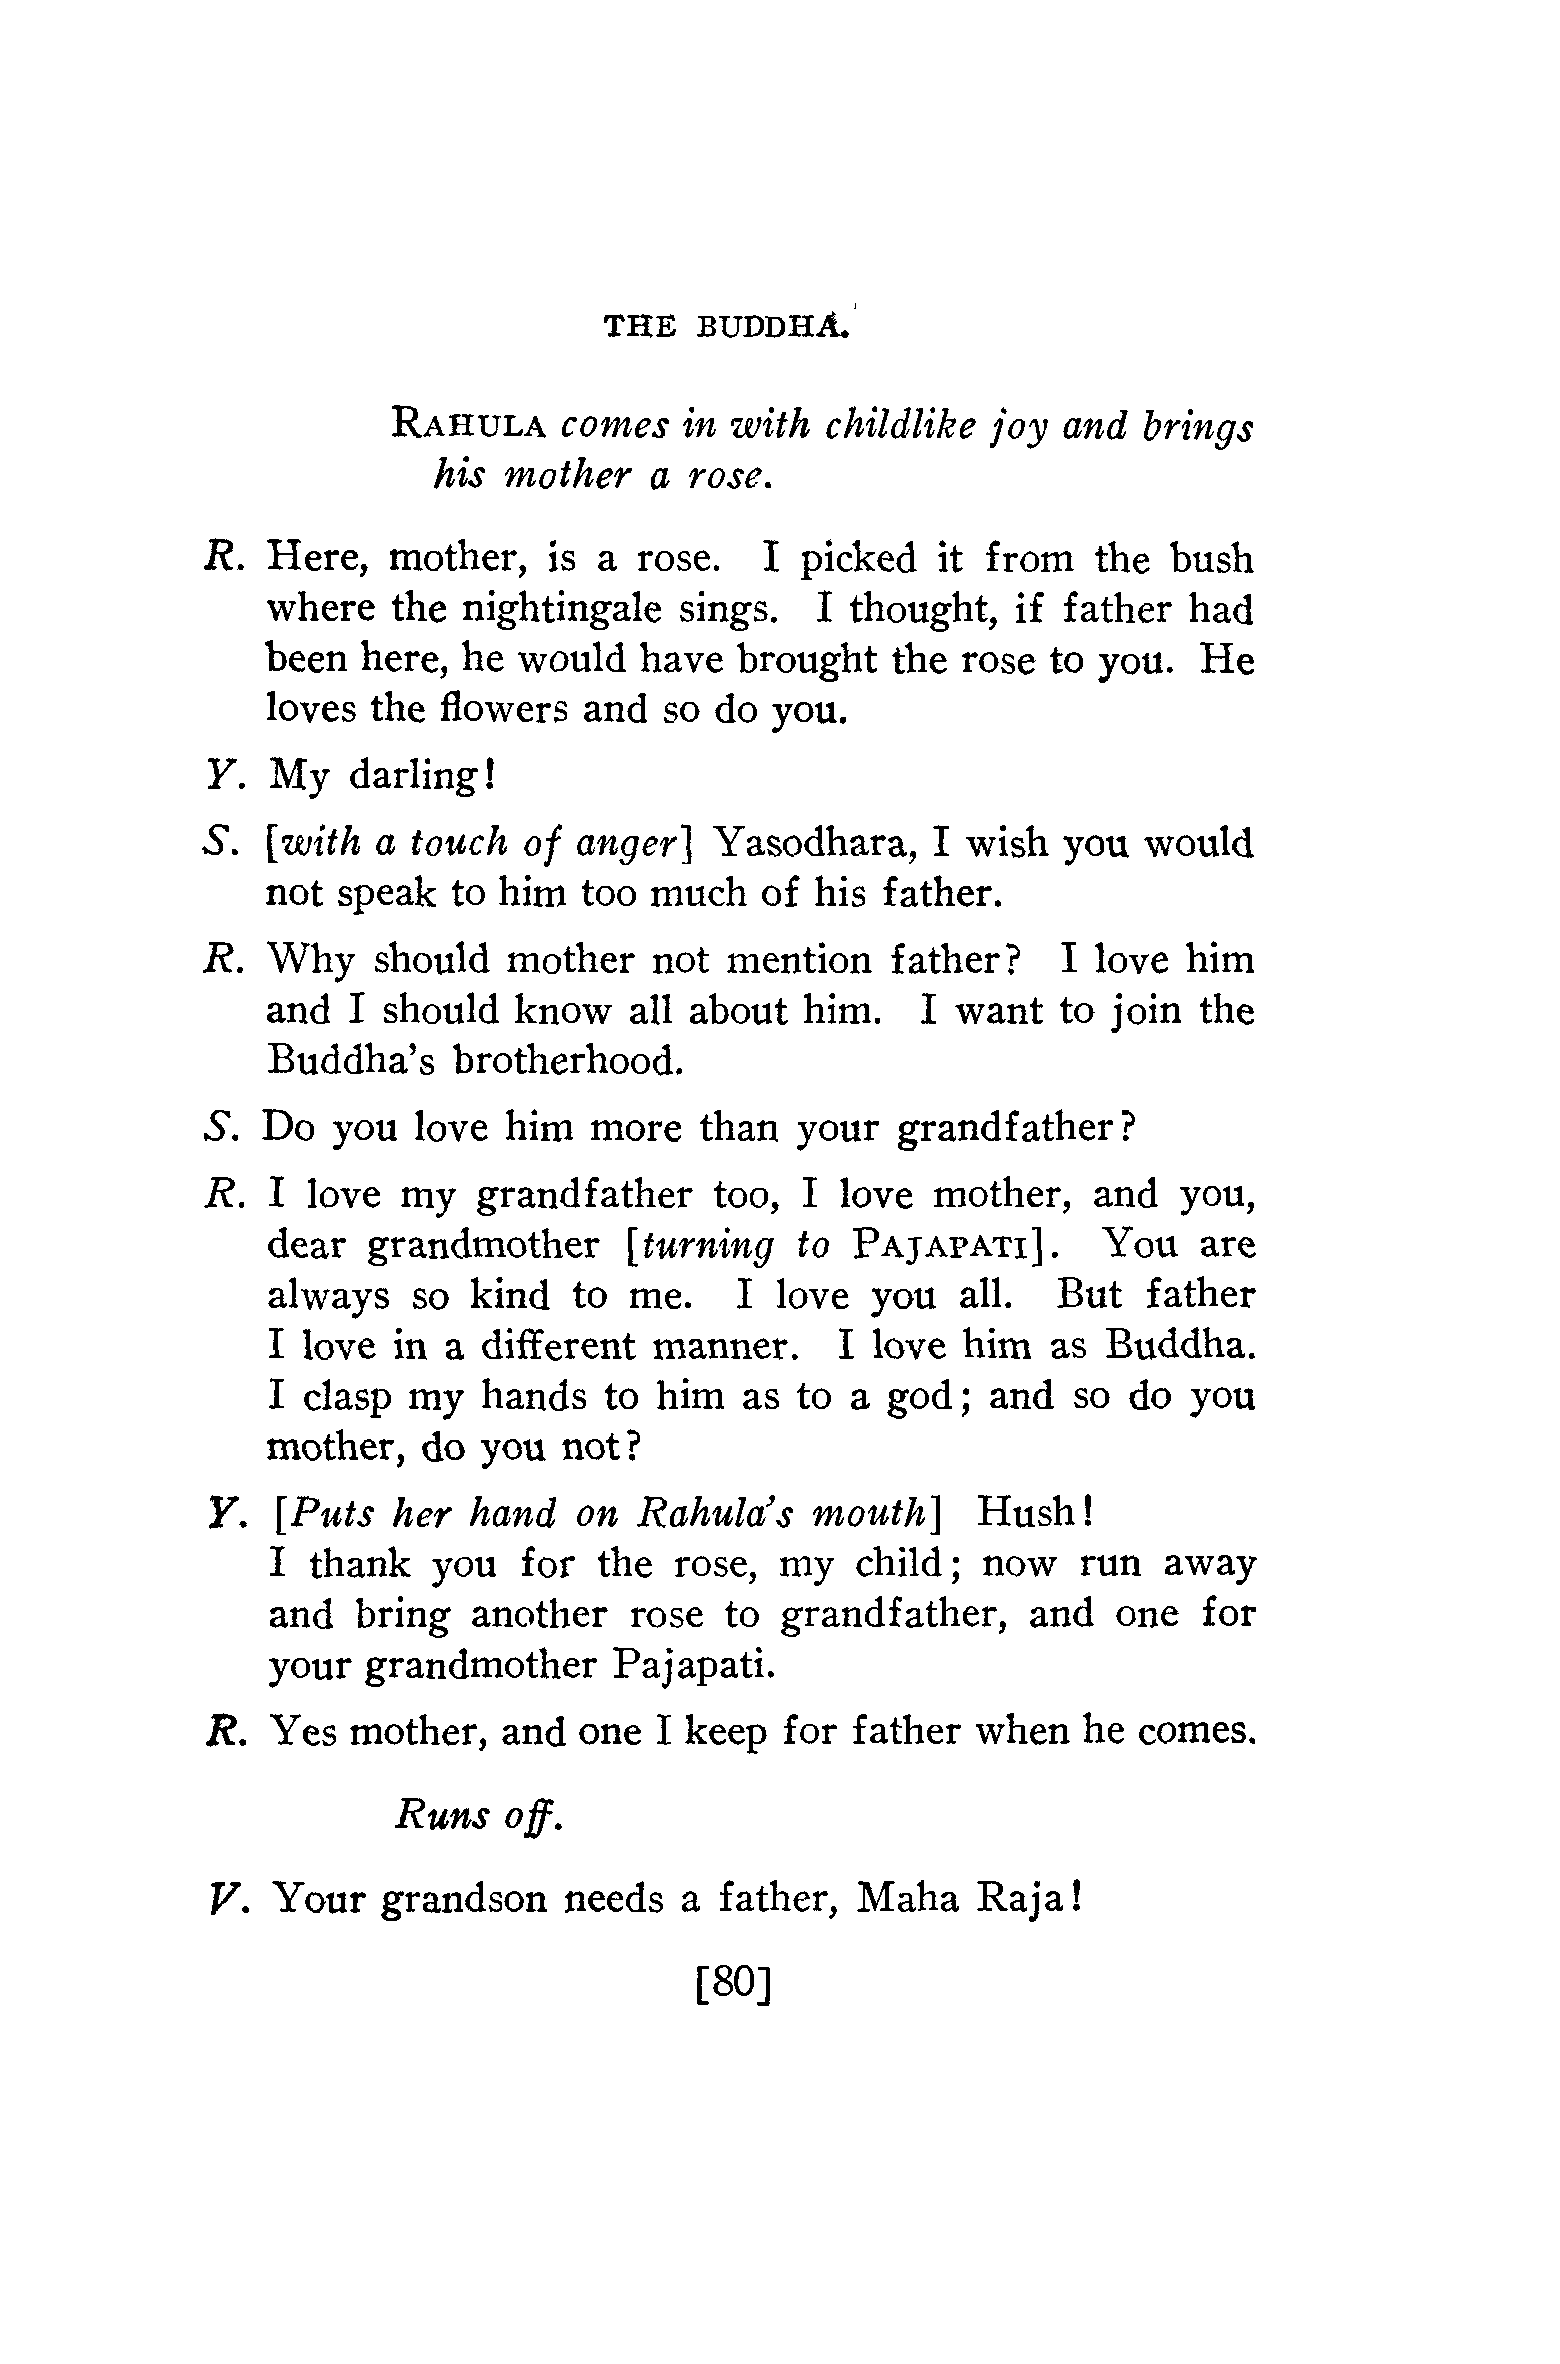 THE BUDDHA.
RAHULA comes in with childlike joy and brings
his mother a rose.
R. Here, mother, is a rose. I picked it from the bush
where the nightingale sings. I thought, if father had
been here, he would have brought the rose to you. He
loves the flowers and so do you.
Y. My darling!
S. [with a touch of anger] Yasodhara, I wish you would
not speak to him too much of his father.
R. Why should mother not mention father? I love him
and I should know all about him. I want to join the
Buddha's brotherhood.
S. Do you love him more than your grandfather?
R. I love my grandfather too, I love mother, and you,
dear grandmother [turning to PAJAPATI]. You are
always so kind to me. I love you all. But father
I love in a different manner. I love him as Buddha.
I clasp my hands to him as to a god; and so do you
mother, do you not?
Y. [Puts her hand on Rahula's mouth] Hush!
I thank you for the rose, my child; now run away
and bring another rose to grandfather, and one for
your grandmother Pajapati.
R. Yes mother, and one I keep for father when he comes.
Runs off.
V. Your grandson needs a father, Maha Raja!
[80]